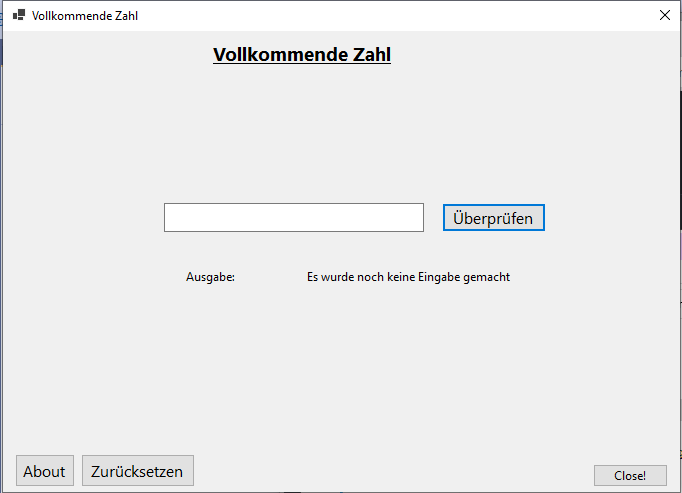 Vollkommende Zahl
Vollkommende Zahl
Überprüfen
Ausgabe: Es wurde noch keine Eingabe gemacht
About Zurücksetzen Close!